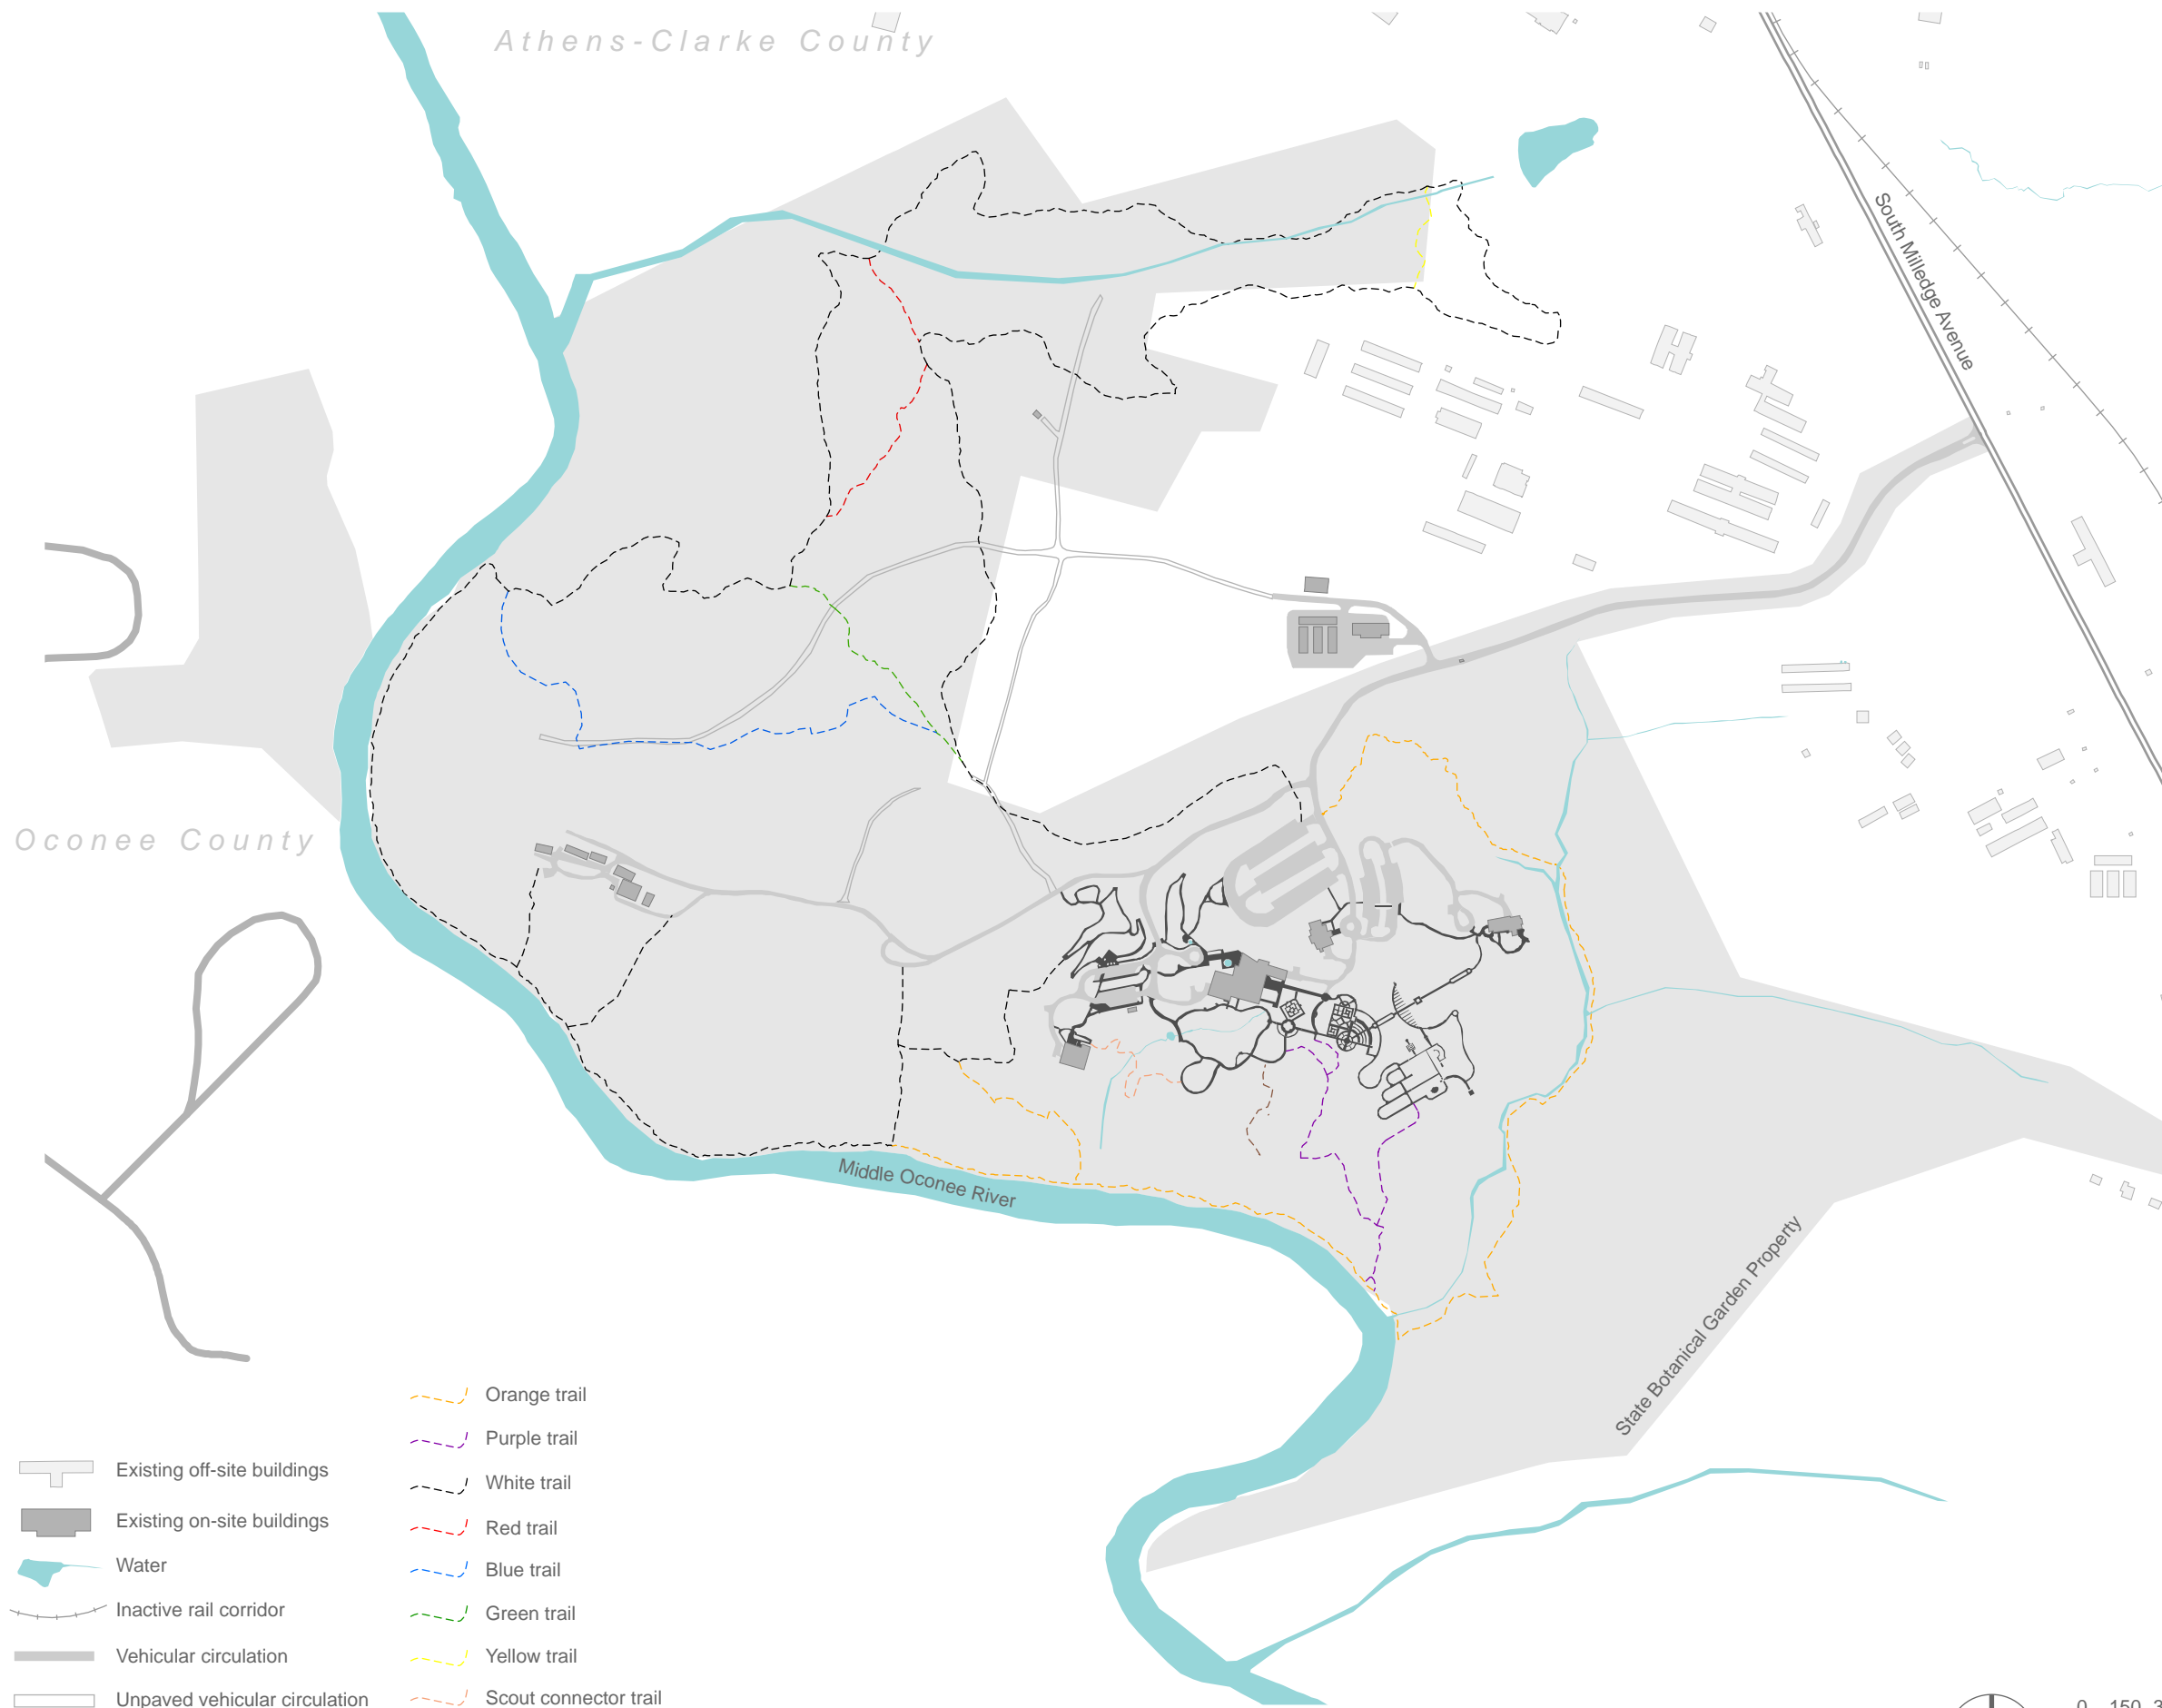 Athens-Clarke County
South Milledge Avenue
Oconee County
Middle Oconee River
State Botanical Garden Property
Existing off-site buildings
Existing on-site buildings
Water
Inactive rail corridor
Vehicular circulation
Unpaved vehicular circulation
Orange trail
Purple trail
White trail
Red trail
Blue trail
Green trail
Yellow trail
Scout connector trail
0 150